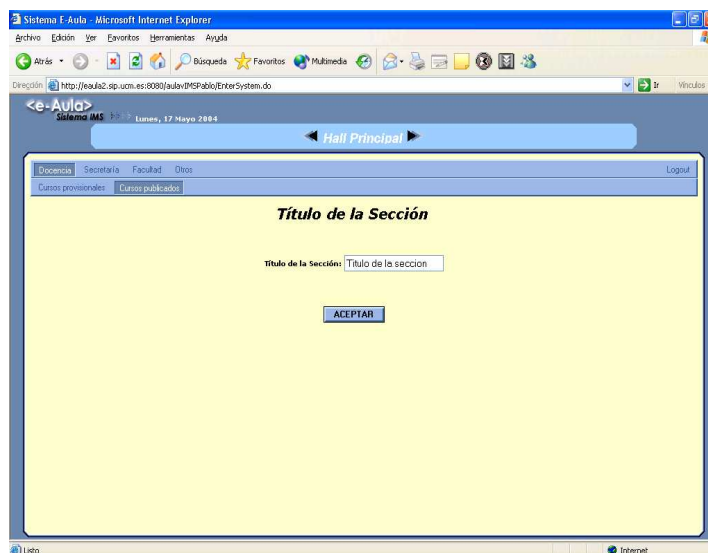 Sistema E-Aula - Microsoft Internet Explorer
Archivo Edición Ver Favoritos Herramientas Ayuda
Atrás Búsqueda Favoritos Multimedia
Dirección http://eaula2.sip.ucm.es:8080/aulavIMSPablo/EnterSystem.do Ir Vínculos
<e-Aula>
Sistema IMS Lunes, 17 Mayo 2004
Hall Principal
Docencia Secretaría Facultad Otros Logout
Cursos provisionales Cursos publicados
Título de la Sección
Título de la Sección: Titulo de la seccion
ACEPTAR
Listo Internet